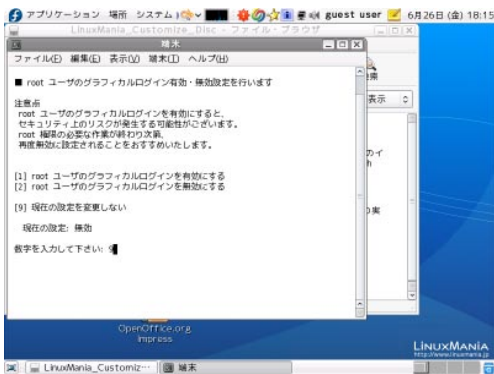 アプリケーション 場所 システム
guest user
6月26日 (金) 18:15
LinuxMania_Customize_Disc - ファイル・ブラウザ
端末
ファイル(F) 編集(E) 表示(V) 端末(T) ヘルプ(H)
■ root ユーザのグラフィカルログイン有効・無効設定を行います
注意点
root ユーザのグラフィカルログインを有効にすると、
セキュリティ上のリスクが発生する可能性がございます。
root 権限の必要な作業が終わり次第、
再度無効に設定されることをおすすめいたします。
[1] root ユーザのグラフィカルログインを有効にする
[2] root ユーザのグラフィカルログインを無効にする
[9] 現在の設定を変更しない
現在の設定: 無効
数字を入力して下さい: 9
表示
OpenOffice.org
Impress
LINUXMANIA
http://www.linuxmania.jp
LinuxMania_Customiz…
端末